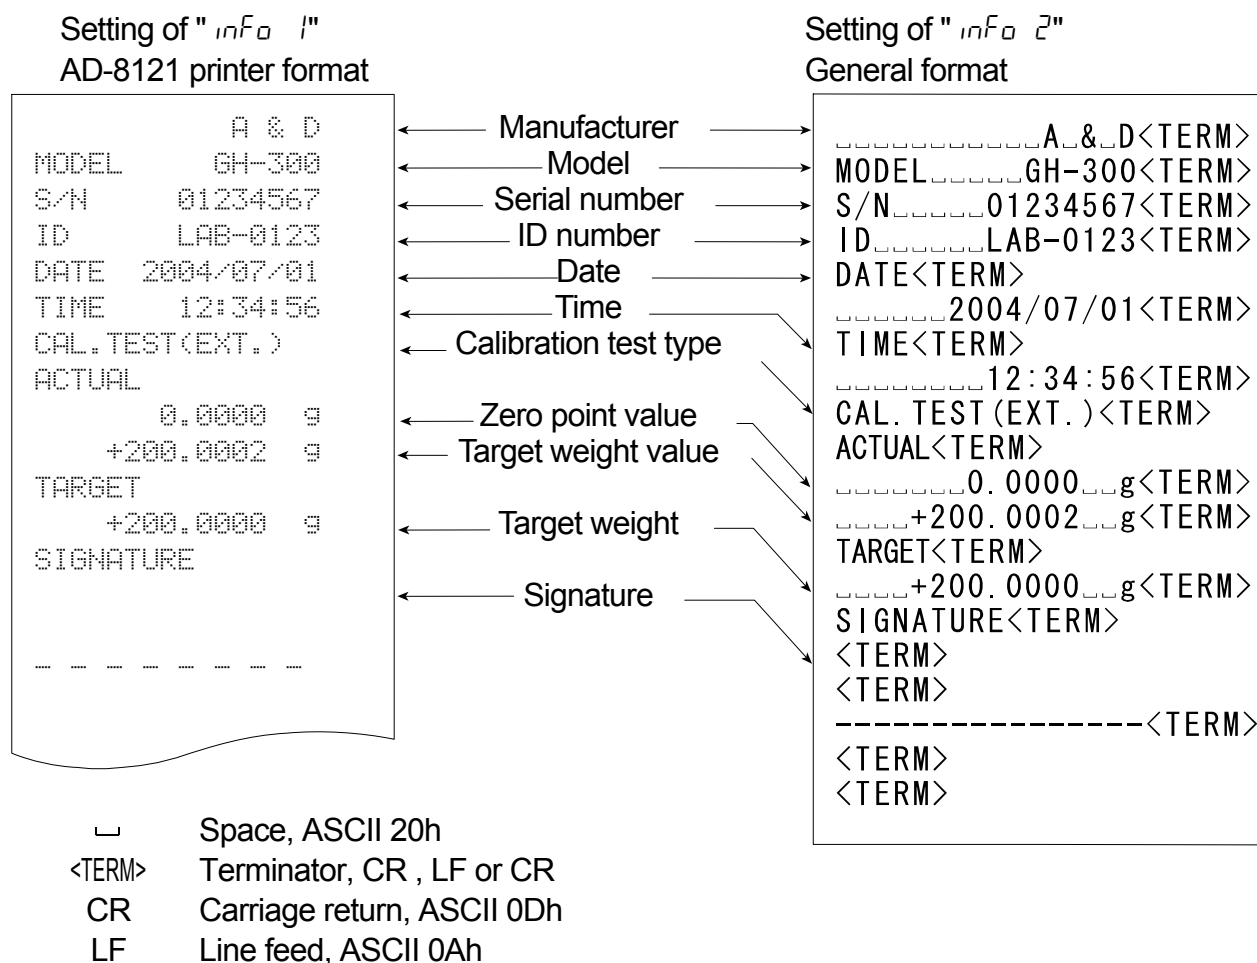 Setting of " info 1"
AD-8121 printer format
A & D
MODEL GH-300
S/N 01234567
ID LAB-0123
DATE 2004/07/01
TIME 12:34:56
CAL.TEST(EXT.)
ACTUAL
0.0000 g
+200.0002 g
TARGET
+200.0000 g
SIGNATURE
_ _ _ _ _ _ _ _
Manufacturer
Model
Serial number
ID number
Date
Time
Calibration test type
Zero point value
Target weight value
Target weight
Signature
Setting of " info 2"
General format
␣␣␣␣␣␣␣␣␣␣␣A␣&␣D<TERM>
MODEL␣␣␣␣␣GH-300<TERM>
S/N␣␣␣␣␣01234567<TERM>
ID␣␣␣␣␣␣LAB-0123<TERM>
DATE<TERM>
␣␣␣␣␣␣2004/07/01<TERM>
TIME<TERM>
␣␣␣␣␣␣␣␣12:34:56<TERM>
CAL.TEST(EXT.)<TERM>
ACTUAL<TERM>
␣␣␣␣␣␣␣0.0000␣␣g<TERM>
␣␣␣␣+200.0002␣␣g<TERM>
TARGET<TERM>
␣␣␣␣+200.0000␣␣g<TERM>
SIGNATURE<TERM>
<TERM>
<TERM>
----------------<TERM>
<TERM>
<TERM>
␣ Space, ASCII 20h
<TERM> Terminator, CR , LF or CR
CR Carriage return, ASCII 0Dh
LF Line feed, ASCII 0Ah